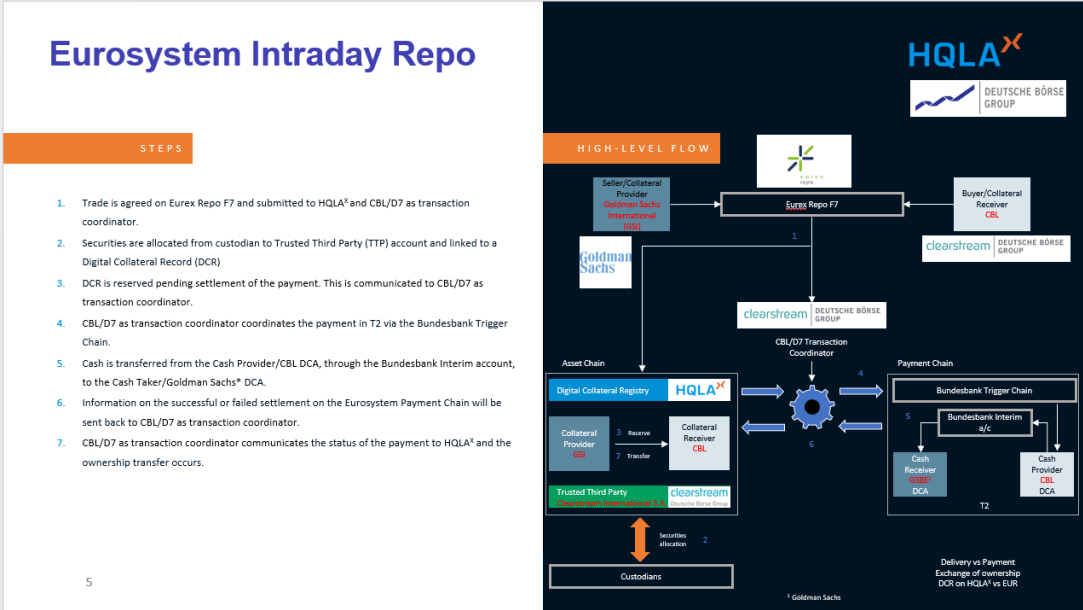 Eurosystem Intraday Repo
STEPS
1. Trade is agreed on Eurex Repo F7 and submitted to HQLAˣ and CBL/D7 as transaction
coordinator.
2. Securities are allocated from custodian to Trusted Third Party (TTP) account and linked to a
Digital Collateral Record (DCR)
3. DCR is reserved pending settlement of the payment. This is communicated to CBL/D7 as
transaction coordinator.
4. CBL/D7 as transaction coordinator coordinates the payment in T2 via the Bundesbank Trigger
Chain.
5. Cash is transferred from the Cash Provider/CBL DCA, through the Bundesbank Interim account,
to the Cash Taker/Goldman Sachs* DCA.
6. Information on the successful or failed settlement on the Eurosystem Payment Chain will be
sent back to CBL/D7 as transaction coordinator.
7. CBL/D7 as transaction coordinator communicates the status of the payment to HQLAˣ and the
ownership transfer occurs.
5
HQLAˣ
DEUTSCHE BÖRSE
GROUP
HIGH-LEVEL FLOW
eurex
repo
Seller/Collateral
Provider
Goldman Sachs
International
(GSI)
Eurex Repo F7
Buyer/Collateral
Receiver
CBL
Goldman
Sachs
1
clearstream
DEUTSCHE BÖRSE
GROUP
clearstream
DEUTSCHE BÖRSE
GROUP
CBL/D7 Transaction
Coordinator
Asset Chain
Payment Chain
Digital Collateral Registry
HQLAˣ
4
Bundesbank Trigger Chain
Collateral
Provider
GSI
3 Reserve
7 Transfer
Collateral
Receiver
CBL
6
5
Bundesbank Interim
a/c
Cash
Receiver
GSBE¹
DCA
Cash
Provider
CBL
DCA
T2
Trusted Third Party
Clearstream International S.A
clearstream
Deutsche Börse Group
Securities
allocation
2
Custodians
Delivery vs Payment
Exchange of ownership
DCR on HQLAˣ vs EUR
¹ Goldman Sachs